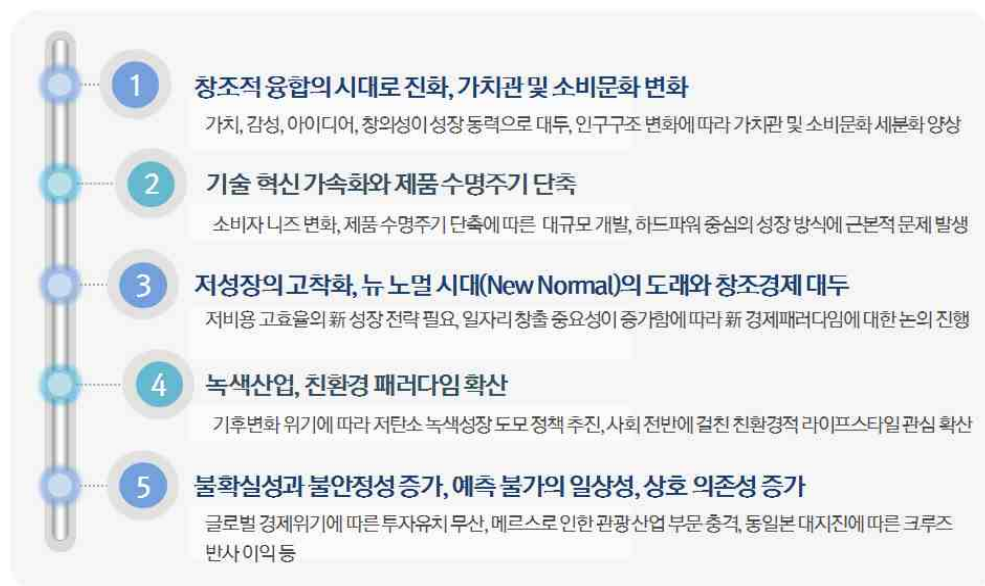 1
창조적 융합의 시대로 진화, 가치관 및 소비문화 변화
가치, 감성, 아이디어, 창의성이 성장 동력으로 대두, 인구구조 변화에 따라 가치관 및 소비문화 세분화 양상
2
기술 혁신 가속화와 제품 수명주기 단축
소비자 니즈 변화, 제품 수명주기 단축에 따른 대규모 개발, 하드파워 중심의 성장 방식에 근본적 문제 발생
3
저성장의 고착화, 뉴 노멀 시대(New Normal)의 도래와 창조경제 대두
저비용 고효율의 新 성장 전략 필요, 일자리 창출 중요성이 증가함에 따라 新 경제패러다임에 대한 논의 진행
4
녹색산업, 친환경 패러다임 확산
기후변화 위기에 따라 저탄소 녹색성장 도모 정책 추진, 사회 전반에 걸친 친환경적 라이프스타일 관심 확산
5
불확실성과 불안정성 증가, 예측 불가의 일상성, 상호 의존성 증가
글로벌 경제위기에 따른 투자유치 무산, 메르스로 인한 관광 산업 부문 충격, 동일본 대지진에 따른 크루즈
반사 이익 등